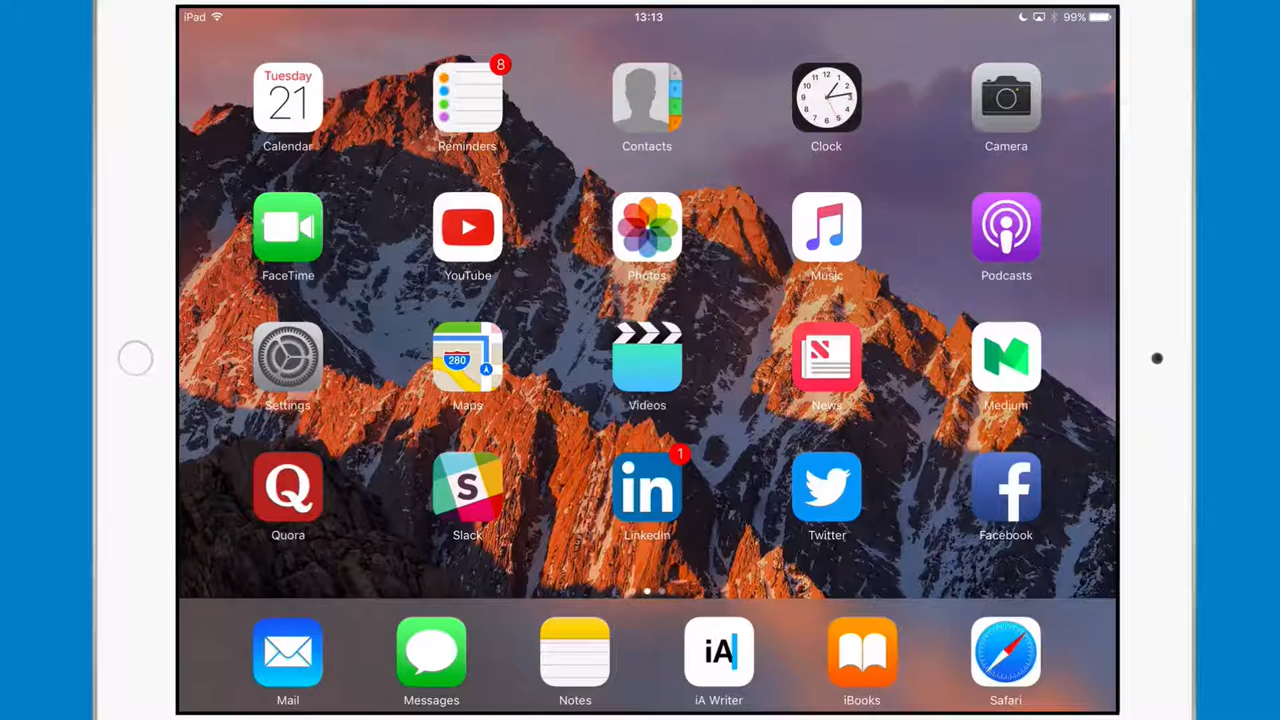 iPad 13:13 99%
Tuesday
21
8
Calendar Reminders Contacts Clock Camera
FaceTime YouTube Photos Music Podcasts
280
Settings Maps Videos News Medium
Q S in 1
Quora Slack LinkedIn Twitter Facebook
iA
Mail Messages Notes iA Writer iBooks Safari